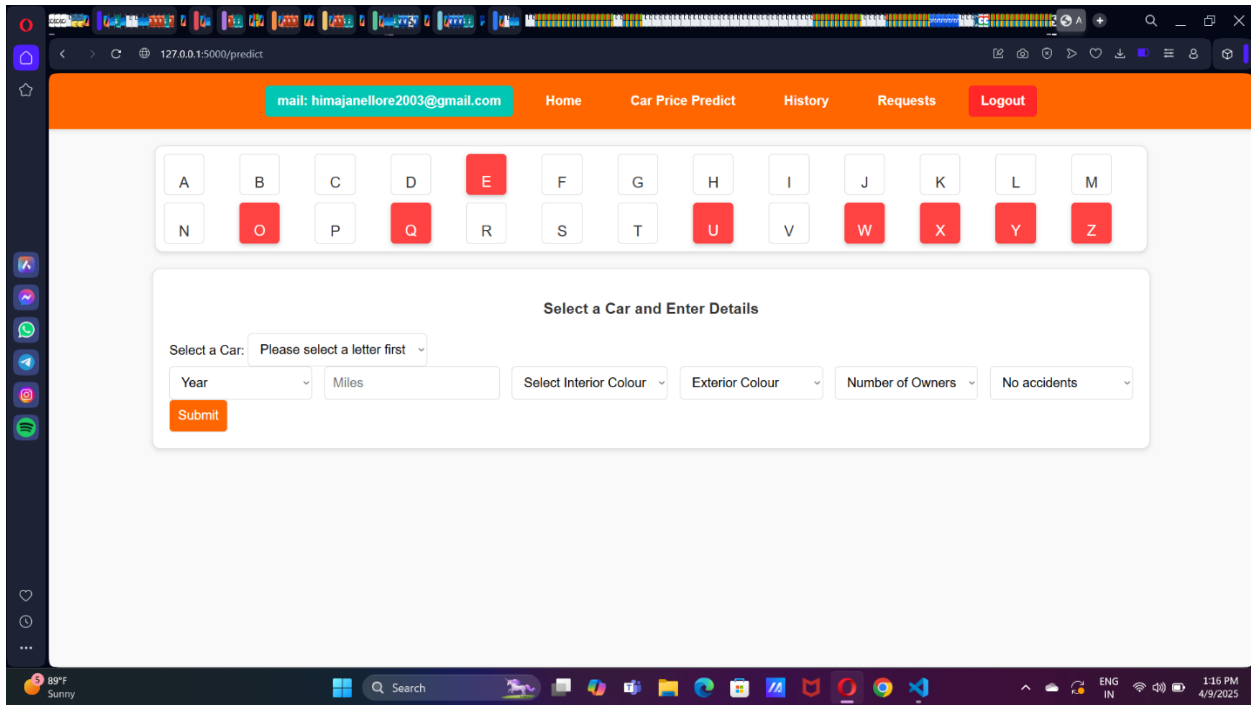 127.0.0.1:5000/predict
mail: himajanellore2003@gmail.com Home Car Price Predict History Requests Logout
A B C D E F G H I J K L M
N O P Q R S T U V W X Y Z
Select a Car and Enter Details
Select a Car: Please select a letter first
Year Miles Select Interior Colour Exterior Colour Number of Owners No accidents
Submit
5 89°F
Sunny
Search
ENG
IN
1:16 PM
4/9/2025